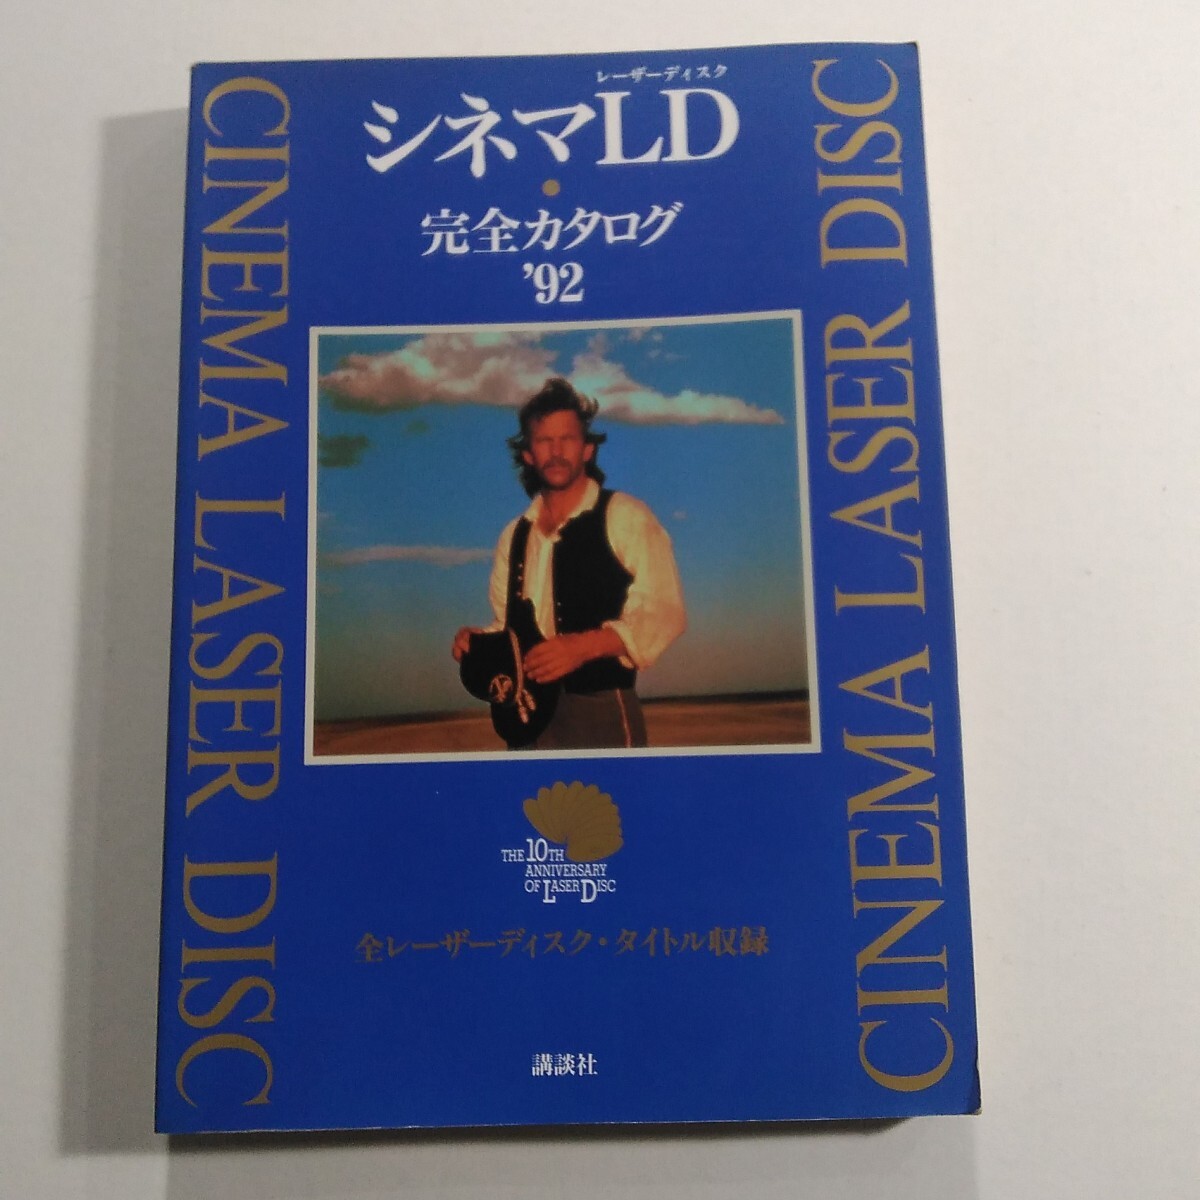 レーザーディスク
シネマLD
・
完全カタログ
’92
CINEMA LASER DISC
CINEMA LASER DISC
THE 10TH
ANNIVERSARY
OF LASER DISC
全レーザーディスク・タイトル収録
講談社